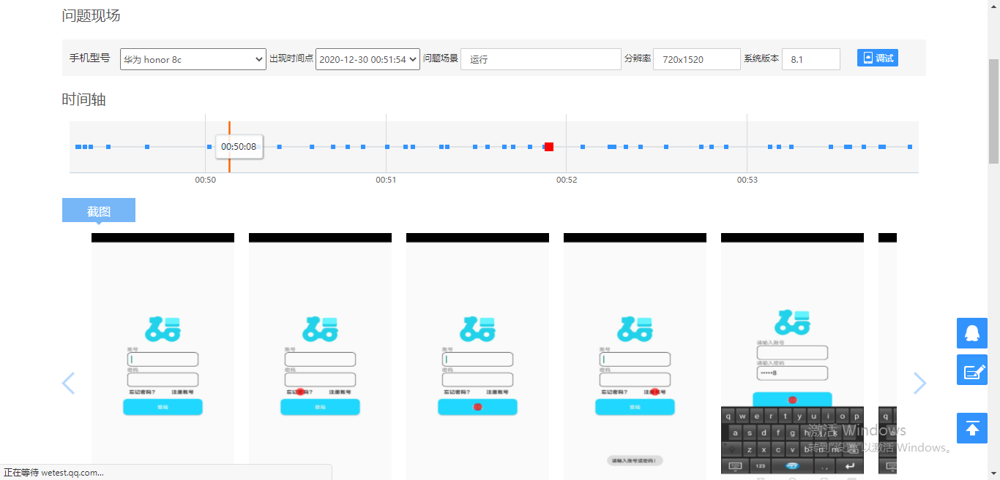 问题现场
手机型号 华为 honor 8c 出现时间点 2020-12-30 00:51:54 问题场景 运行 分辨率 720x1520 系统版本 8.1 调试
时间轴
00:50:08
00:50 00:51 00:52 00:53
截图
账号 账号 账号 账号 请输入账号
密码 密码 密码 密码 请输入密码
•••••8
忘记密码? 注册账号 忘记密码? 注册账号 忘记密码? 注册账号 忘记密码? 注册账号
登陆 登陆 登陆
q w e r t y u i o p q
a s d f g h j k
z x c v b n m
123 , .
请输入账号或密码!
激活 Windows
转到"设置"以激活 Windows。
正在等待 wetest.qq.com...